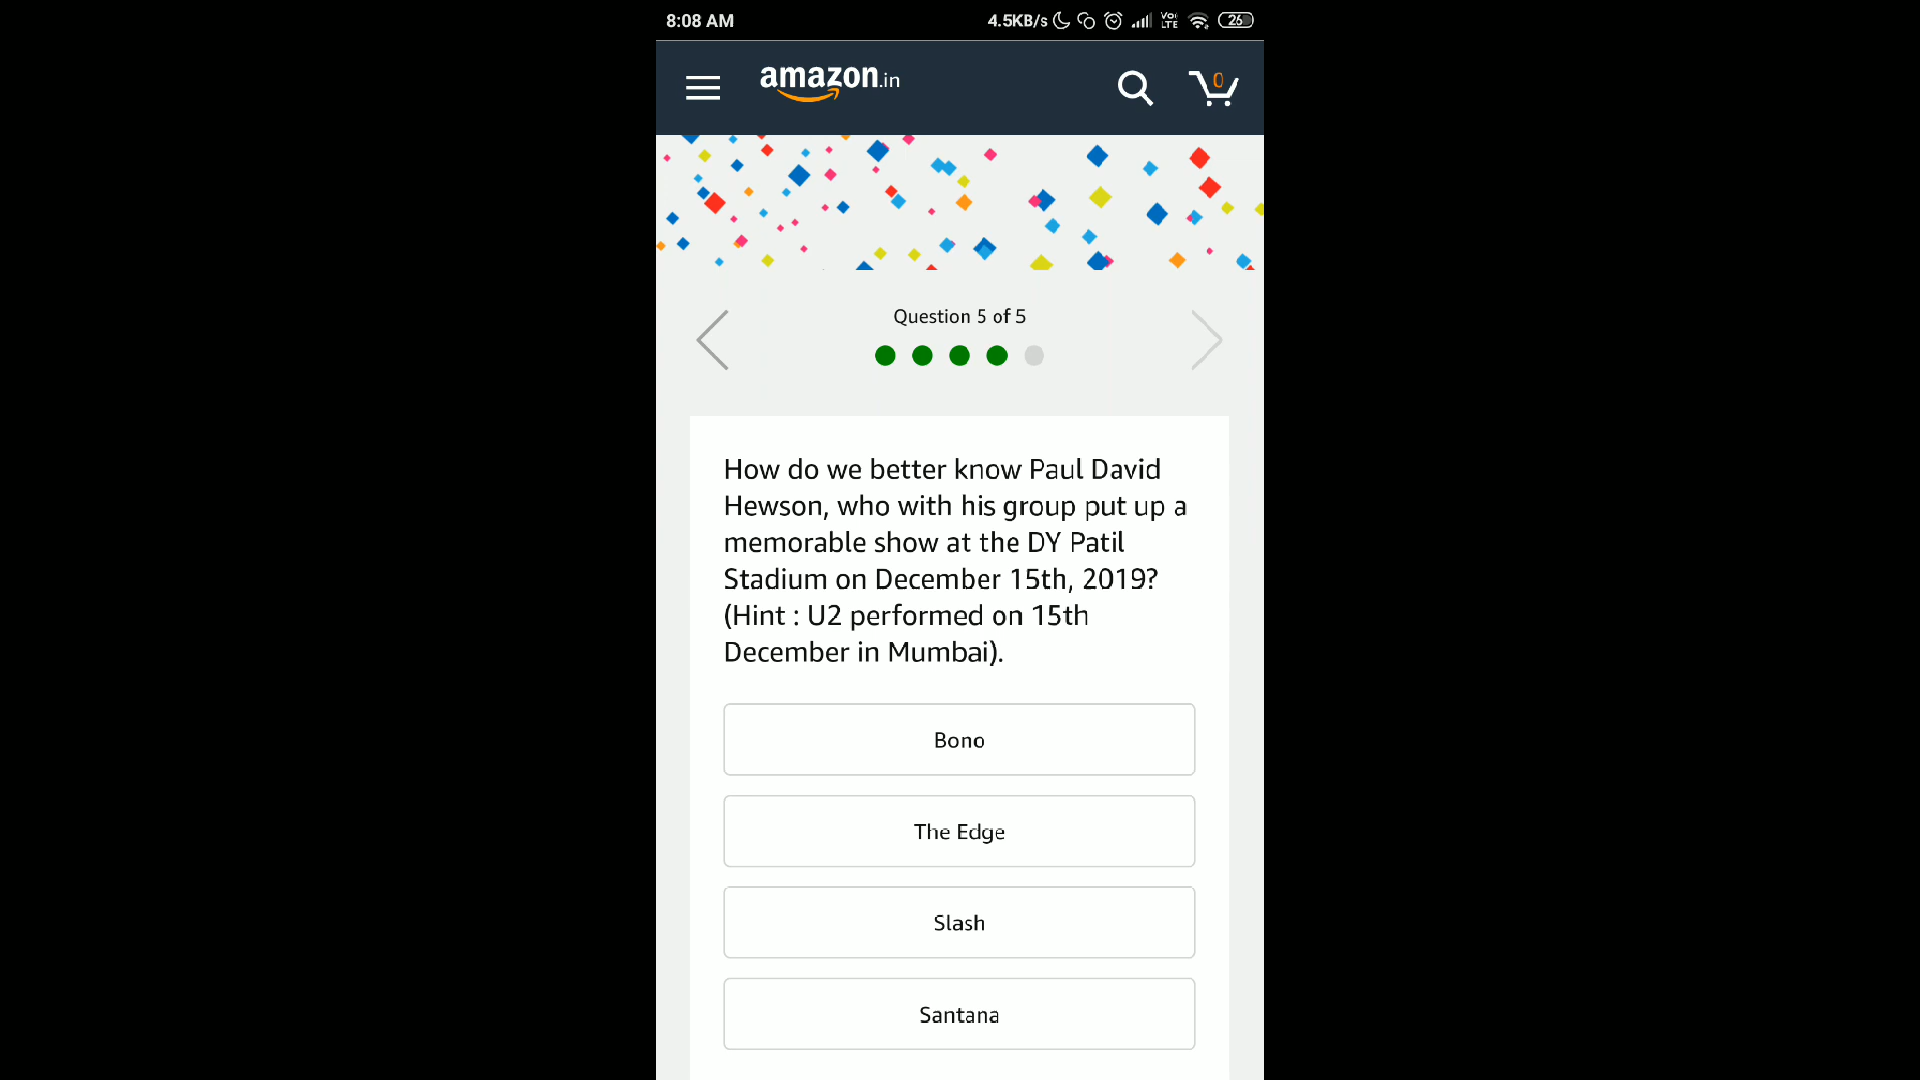 8:08 AM 4.5KB/s Vo LTE 26
amazon.in
0
Question 5 of 5
How do we better know Paul David
Hewson, who with his group put up a
memorable show at the DY Patil
Stadium on December 15th, 2019?
(Hint : U2 performed on 15th
December in Mumbai).
Bono
The Edge
Slash
Santana